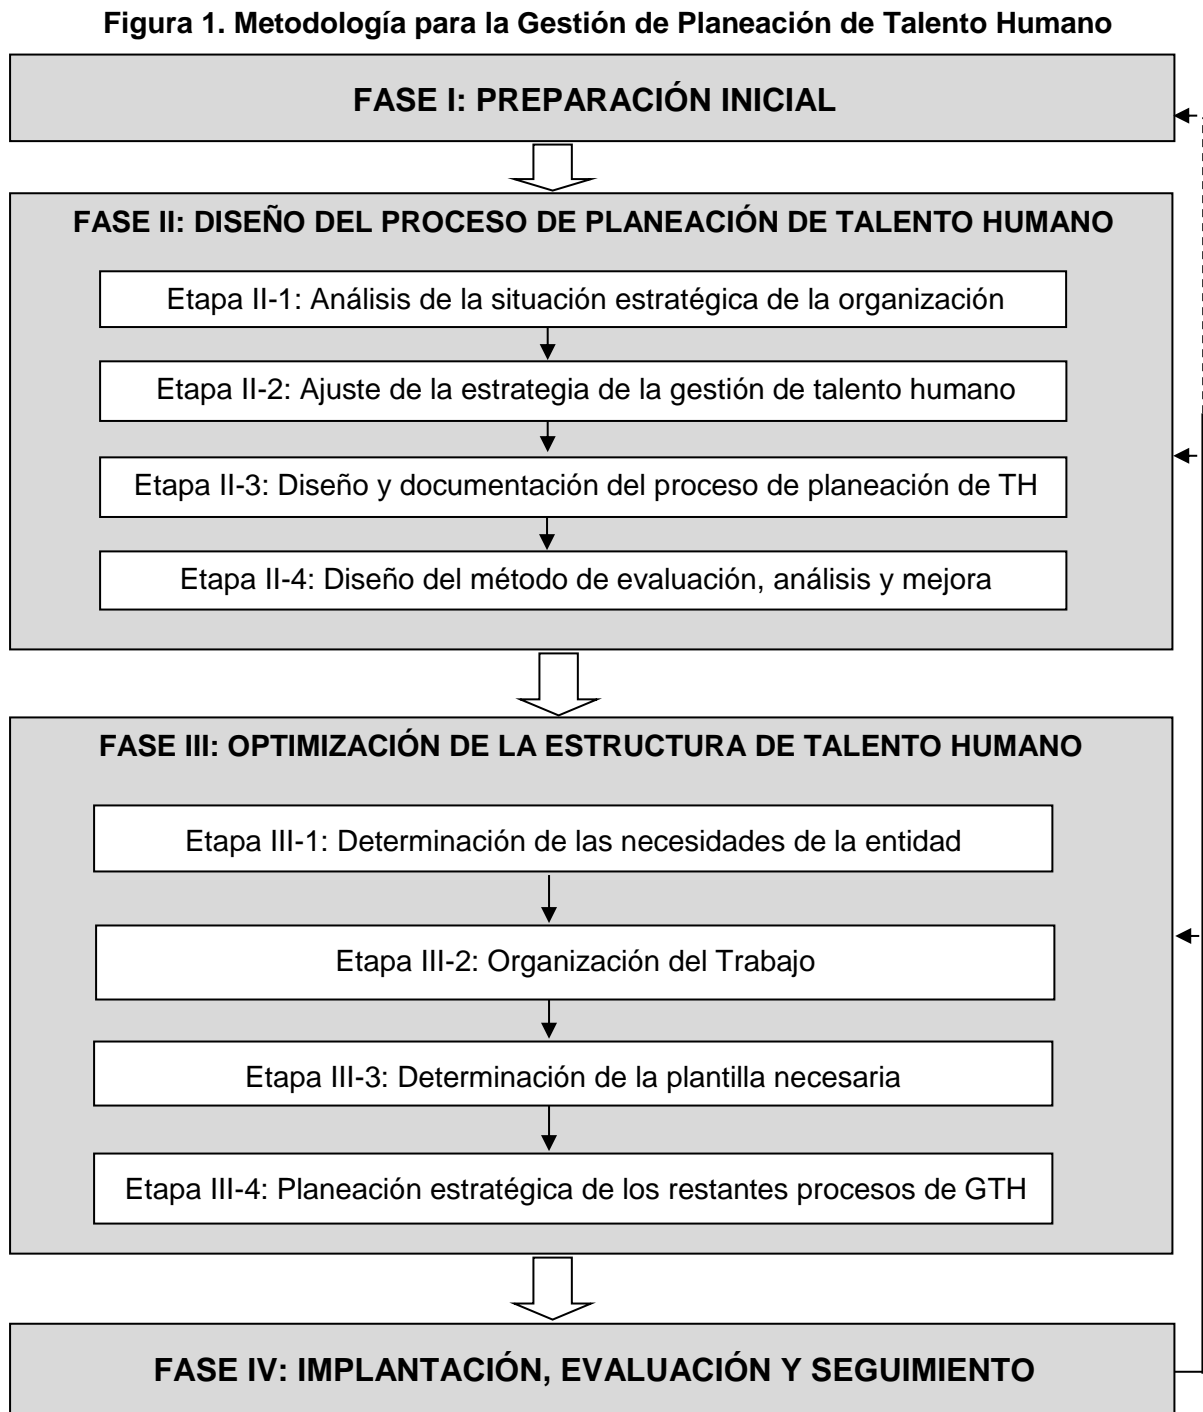 Figura 1. Metodología para la Gestión de Planeación de Talento Humano
FASE I: PREPARACIÓN INICIAL
FASE II: DISEÑO DEL PROCESO DE PLANEACIÓN DE TALENTO HUMANO
Etapa II-1: Análisis de la situación estratégica de la organización
Etapa II-2: Ajuste de la estrategia de la gestión de talento humano
Etapa II-3: Diseño y documentación del proceso de planeación de TH
Etapa II-4: Diseño del método de evaluación, análisis y mejora
FASE III: OPTIMIZACIÓN DE LA ESTRUCTURA DE TALENTO HUMANO
Etapa III-1: Determinación de las necesidades de la entidad
Etapa III-2: Organización del Trabajo
Etapa III-3: Determinación de la plantilla necesaria
Etapa III-4: Planeación estratégica de los restantes procesos de GTH
FASE IV: IMPLANTACIÓN, EVALUACIÓN Y SEGUIMIENTO